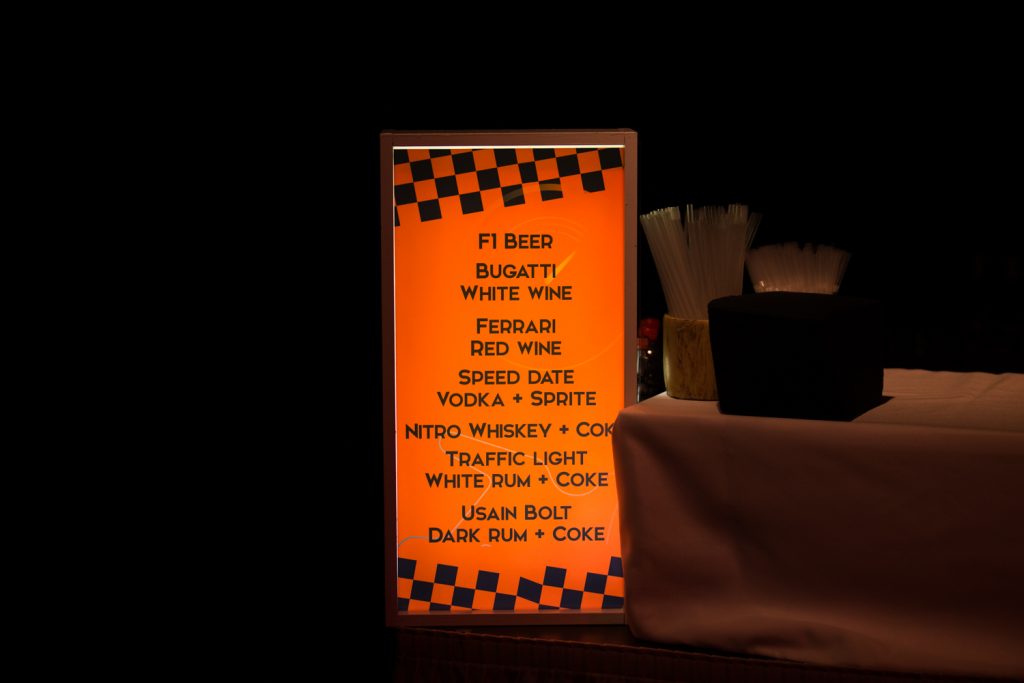 F1 BEER
BUGATTI
WHITE WINE
FERRARI
RED WINE
SPEED DATE
VODKA + SPRITE
NITRO WHISKEY + COK
TRAFFIC LIGHT
WHITE RUM + COKE
USAIN BOLT
DARK RUM + COKE